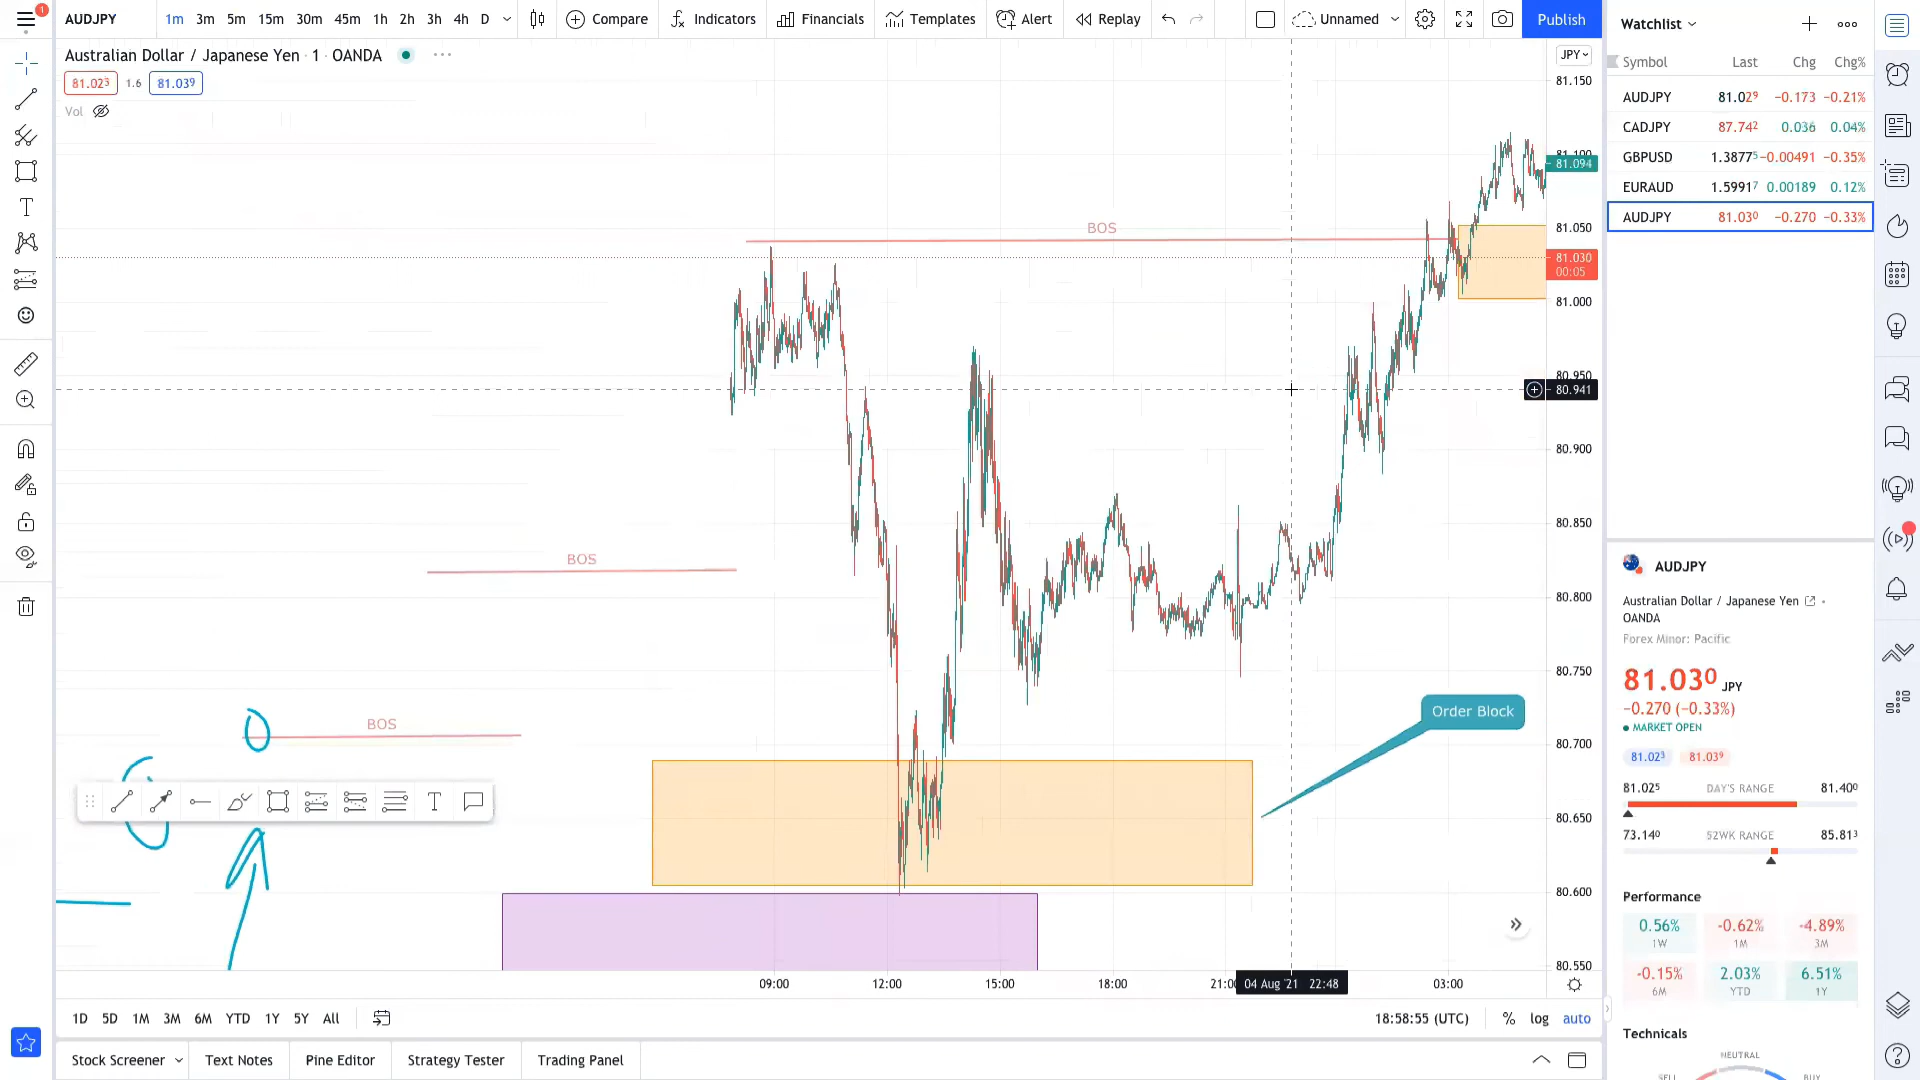 1
AUDJPY
1m 3m 5m 15m 30m 45m 1h 2h 3h 4h D
Compare
Indicators
Financials
Templates
Alert
Replay
Unnamed
Publish
Australian Dollar / Japanese Yen · 1 · OANDA
81.023 1.6 81.039
Vol
JPY
81.150
81.094
81.050
81.030
00:05
81.000
80.950
80.941
80.900
80.850
80.800
80.750
80.700
80.650
80.600
80.550
BOS
BOS
BOS
Order Block
09:00 12:00 15:00 18:00 04 Aug '21 22:48 03:00
1D 5D 1M 3M 6M YTD 1Y 5Y All
18:58:55 (UTC) % log auto
Stock Screener Text Notes Pine Editor Strategy Tester Trading Panel
Watchlist
Symbol Last Chg Chg%
AUDJPY 81.029 −0.173 −0.21%
CADJPY 87.742 0.036 0.04%
GBPUSD 1.38775 −0.00491 −0.35%
EURAUD 1.59917 0.00189 0.12%
AUDJPY 81.030 −0.270 −0.33%
AUDJPY
Australian Dollar / Japanese Yen
OANDA
Forex Minor: Pacific
81.030 JPY
−0.270 (−0.33%)
MARKET OPEN
81.023 81.039
81.025 DAY'S RANGE 81.400
73.140 52WK RANGE 85.813
Performance
0.56% -0.62% -4.89%
1W 1M 3M
-0.15% 2.03% 6.51%
6M YTD 1Y
Technicals
NEUTRAL
SELL BUY